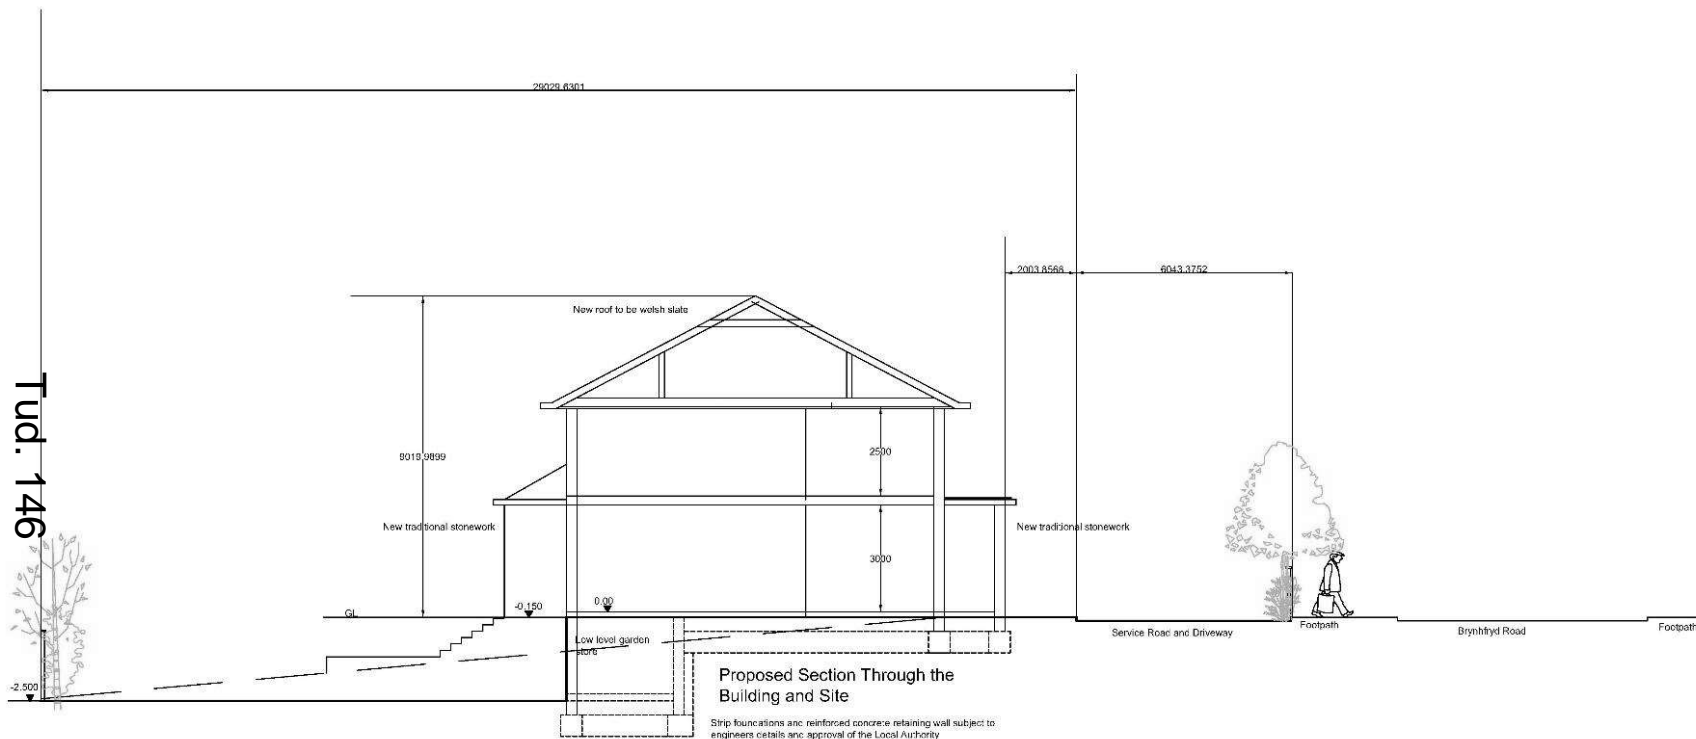 29029.6301
2003.8568
6043.3752
New roof to be welsh slate
Tud. 146
9019.9899
2500
New traditional stonework
New traditional stonework
3000
GL
-0.150
0.00
Low level garden
store
Service Road and Driveway
Footpath
Brynhfryd Road
Footpath
-2.500
Proposed Section Through the
Building and Site
Strip foundations and reinforced concrete retaining wall subject to
engineers details and approval of the Local Authority